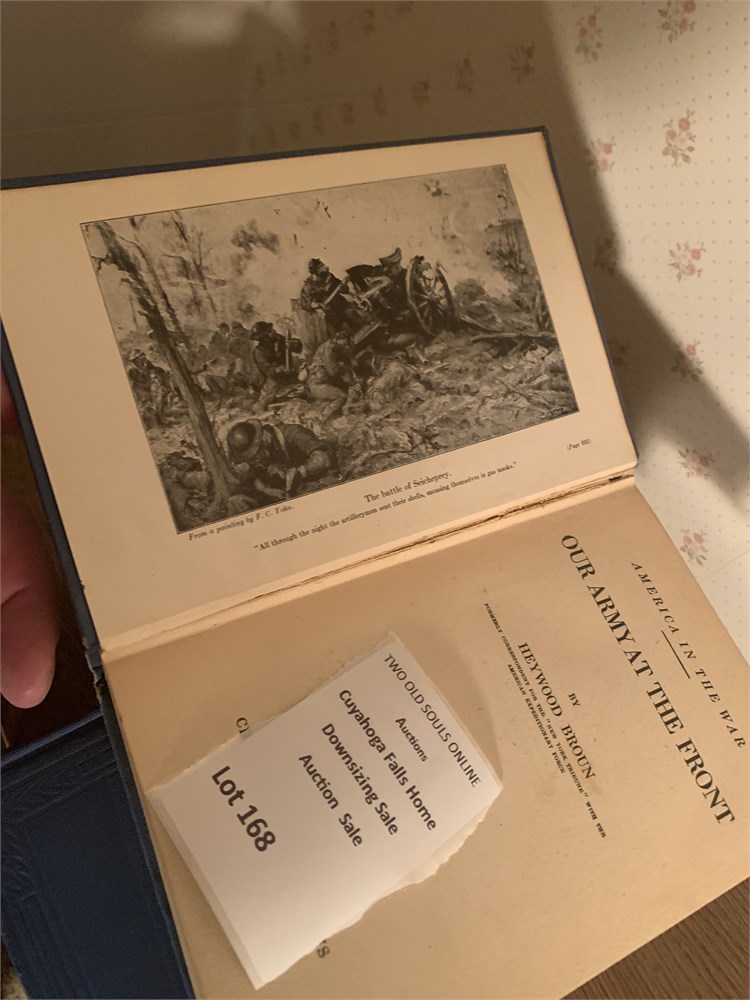 From a painting by F. C. Yohn.
(Page 222)
The battle of Seicheprey.
"All through the night the artillerymen sent their shells, encasing themselves in gas masks."
AMERICA IN THE WAR
OUR ARMY AT THE FRONT
BY
HEYWOOD BROUN
FORMERLY CORRESPONDENT FOR THE "NEW YORK TRIBUNE" WITH THE
AMERICAN EXPEDITIONARY FORCE
TWO OLD SOULS ONLINE
Auctions
Cuyahoga Falls Home
Downsizing Sale
Auction Sale
Lot 168